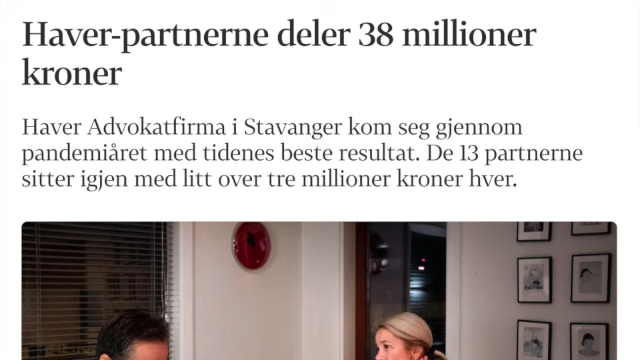 Haver-partnerne deler 38 millioner
kroner
Haver Advokatfirma i Stavanger kom seg gjennom
pandemiåret med tidenes beste resultat. De 13 partnerne
sitter igjen med litt over tre millioner kroner hver.